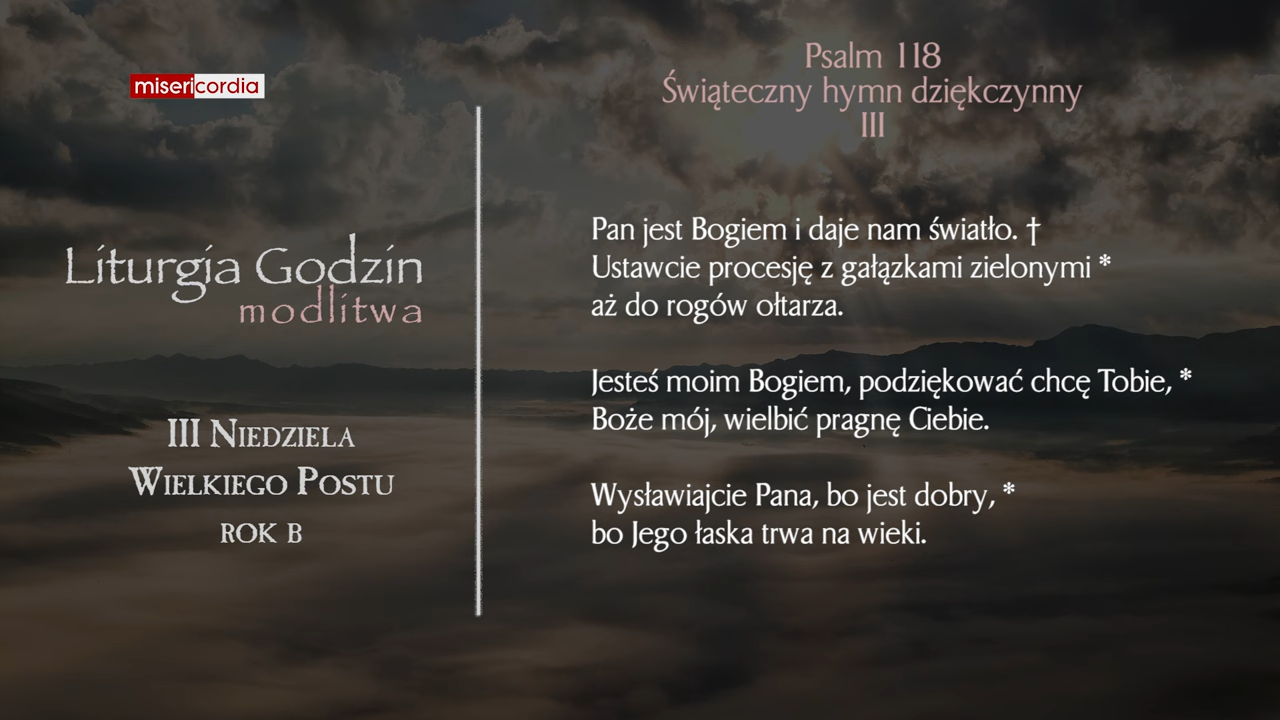 misericordia
Liturgia Godzin
modlitwa
III Niedziela
Wielkiego Postu
rok B
Psalm 118
Świąteczny hymn dziękczynny
III
Pan jest Bogiem i daje nam światło. †
Ustawcie procesję z gałązkami zielonymi *
aż do rogów ołtarza.
Jesteś moim Bogiem, podziękować chcę Tobie, *
Boże mój, wielbić pragnę Ciebie.
Wysławiajcie Pana, bo jest dobry, *
bo Jego łaska trwa na wieki.